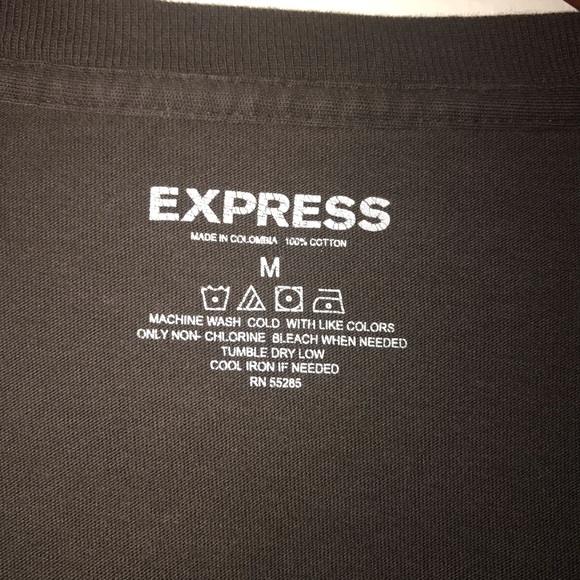 EXPRESS
MADE IN COLOMBIA 100% COTTON
M
MACHINE WASH COLD WITH LIKE COLORS
ONLY NON- CHLORINE BLEACH WHEN NEEDED
TUMBLE DRY LOW
COOL IRON IF NEEDED
RN 55285